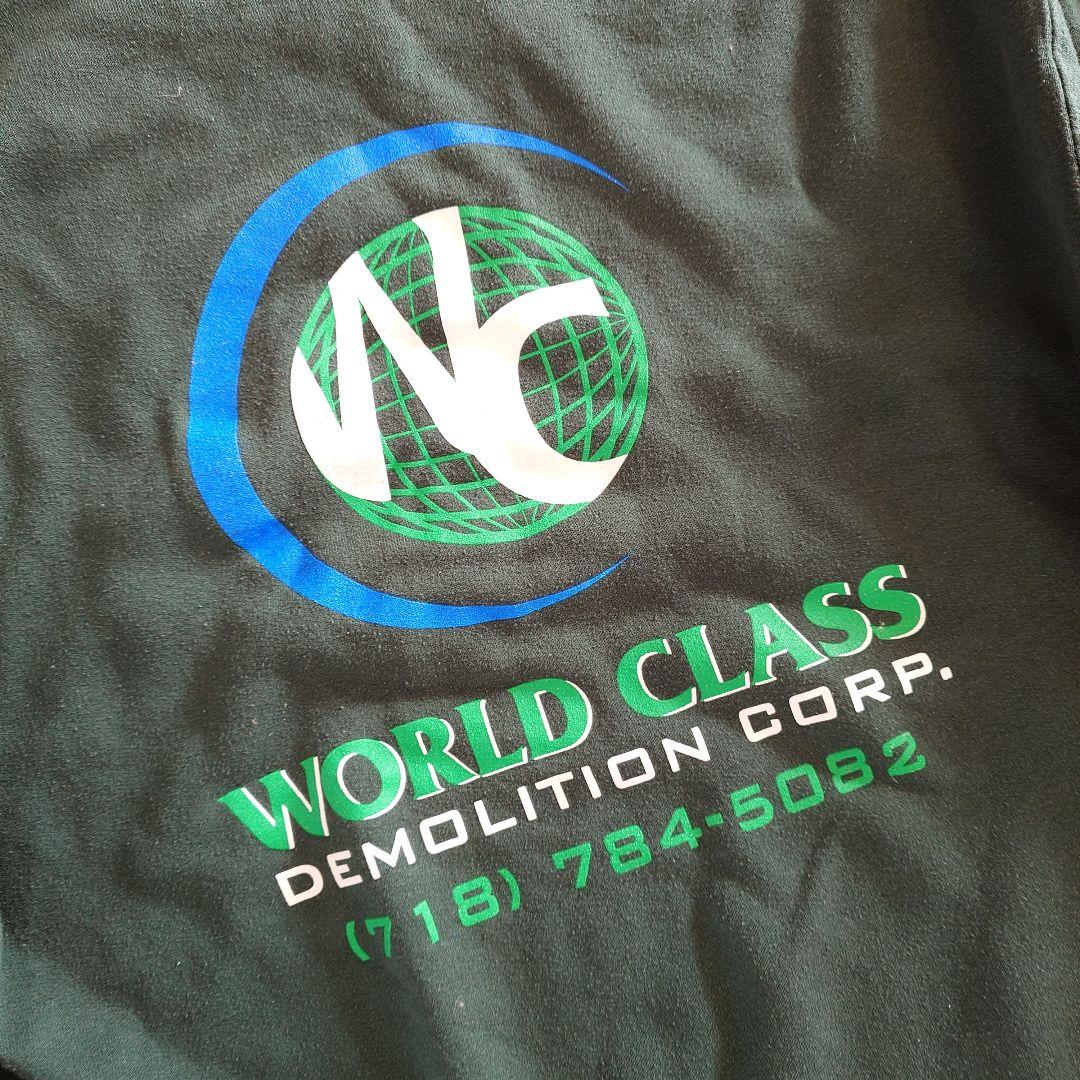 WC
WORLD CLASS
DEMOLITION CORP.
(718) 784-5082